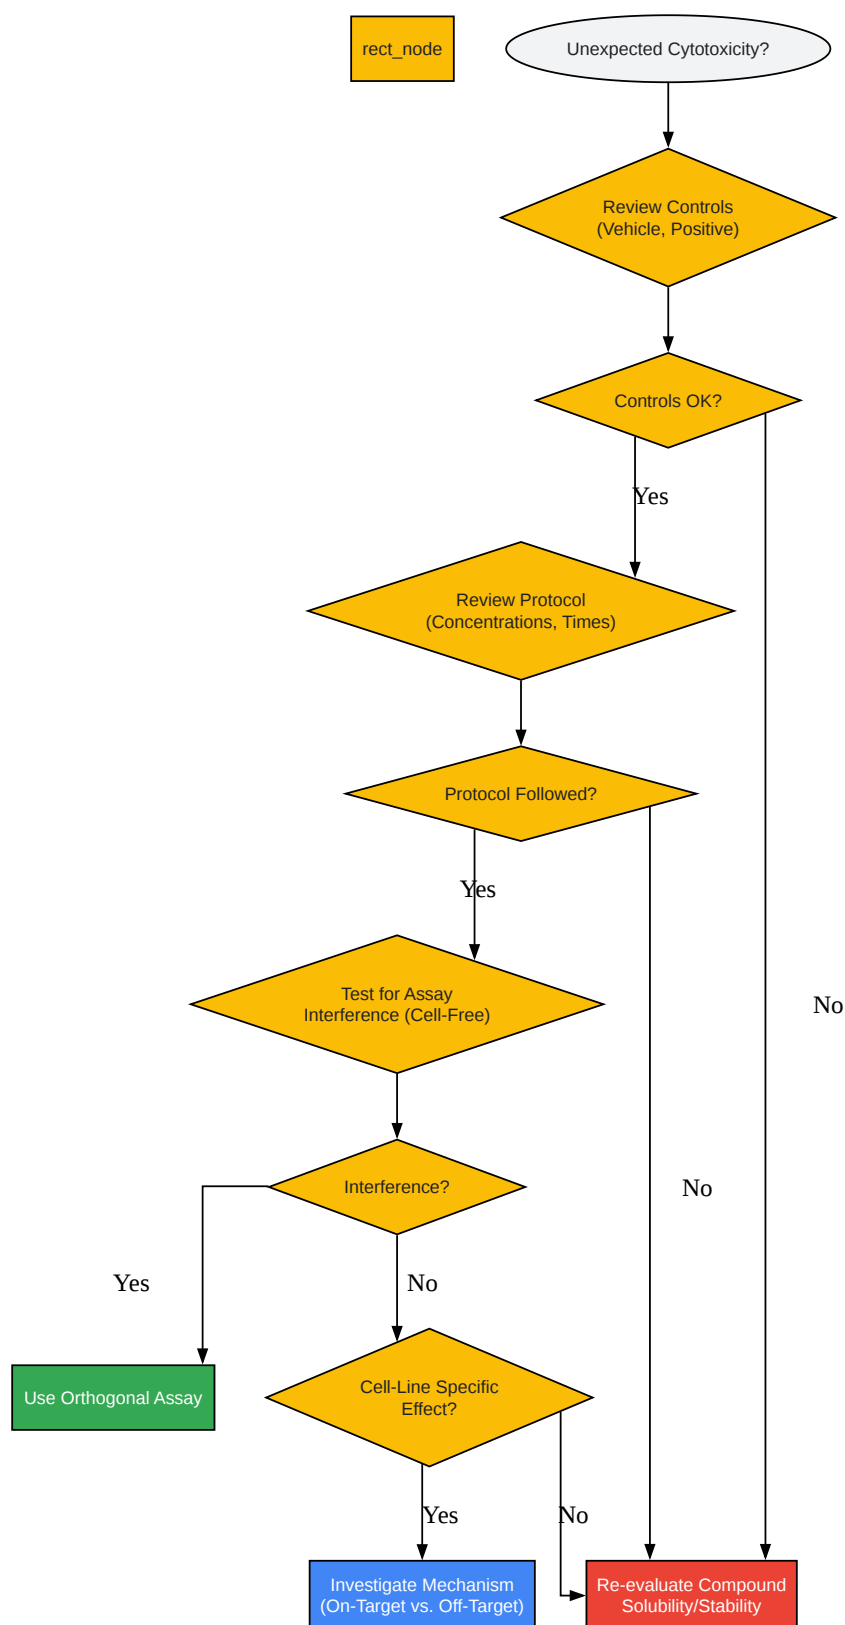 rect_node
Unexpected Cytotoxicity?
Review Controls
(Vehicle, Positive)
Controls OK?
Yes
Review Protocol
(Concentrations, Times)
Protocol Followed?
Yes
Test for Assay
Interference (Cell-Free)
No
Interference?
No
Yes
No
Use Orthogonal Assay
Cell-Line Specific
Effect?
Yes
No
Investigate Mechanism
(On-Target vs. Off-Target)
Re-evaluate Compound
Solubility/Stability